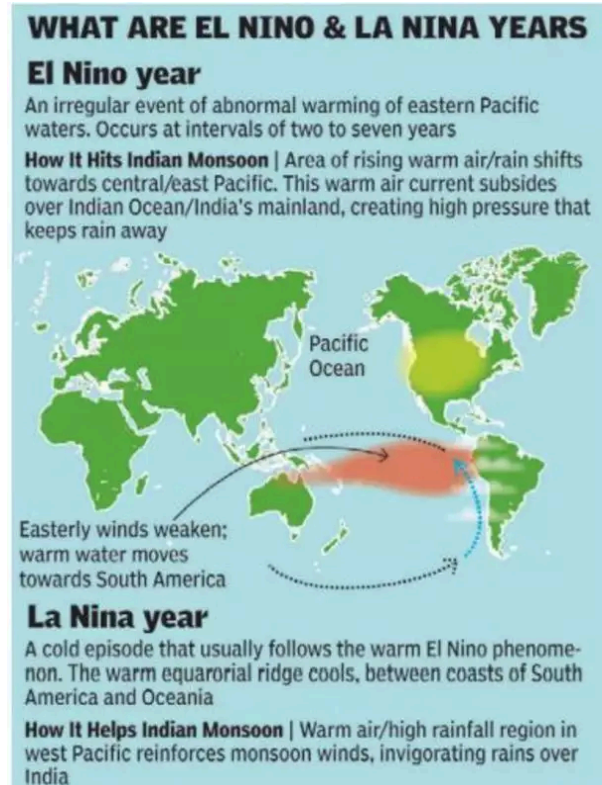 WHAT ARE EL NINO & LA NINA YEARS
El Nino year
An irregular event of abnormal warming of eastern Pacific
waters. Occurs at intervals of two to seven years
How It Hits Indian Monsoon | Area of rising warm air/rain shifts
towards central/east Pacific. This warm air current subsides
over Indian Ocean/India's mainland, creating high pressure that
keeps rain away
Pacific
Ocean
Easterly winds weaken;
warm water moves
towards South America
La Nina year
A cold episode that usually follows the warm El Nino phenome-
non. The warm equarorial ridge cools, between coasts of South
America and Oceania
How It Helps Indian Monsoon | Warm air/high rainfall region in
west Pacific reinforces monsoon winds, invigorating rains over
India